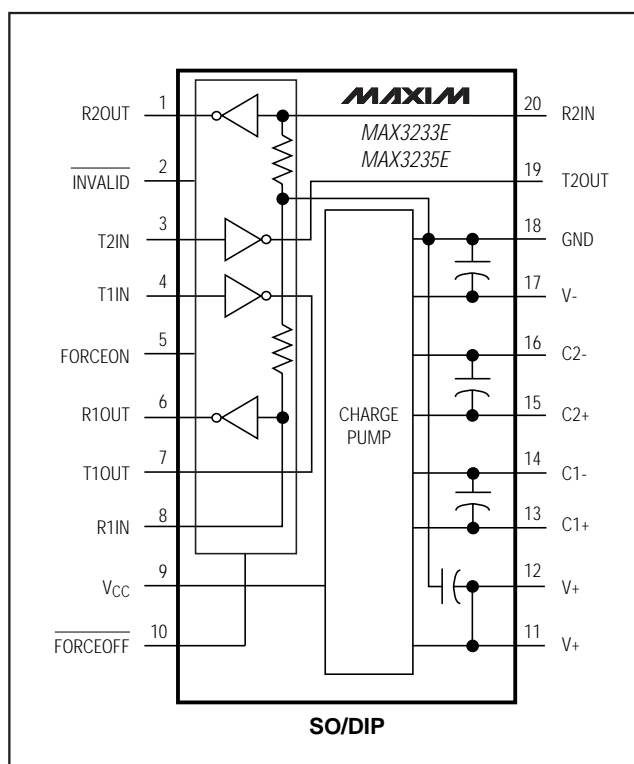 MAXIM
MAX3233E
MAX3235E
R2OUT 1
INVALID 2
T2IN 3
T1IN 4
FORCEON 5
R1OUT 6
T1OUT 7
R1IN 8
VCC 9
FORCEOFF 10
CHARGE
PUMP
20 R2IN
19 T2OUT
18 GND
17 V-
16 C2-
15 C2+
14 C1-
13 C1+
12 V+
11 V+
SO/DIP